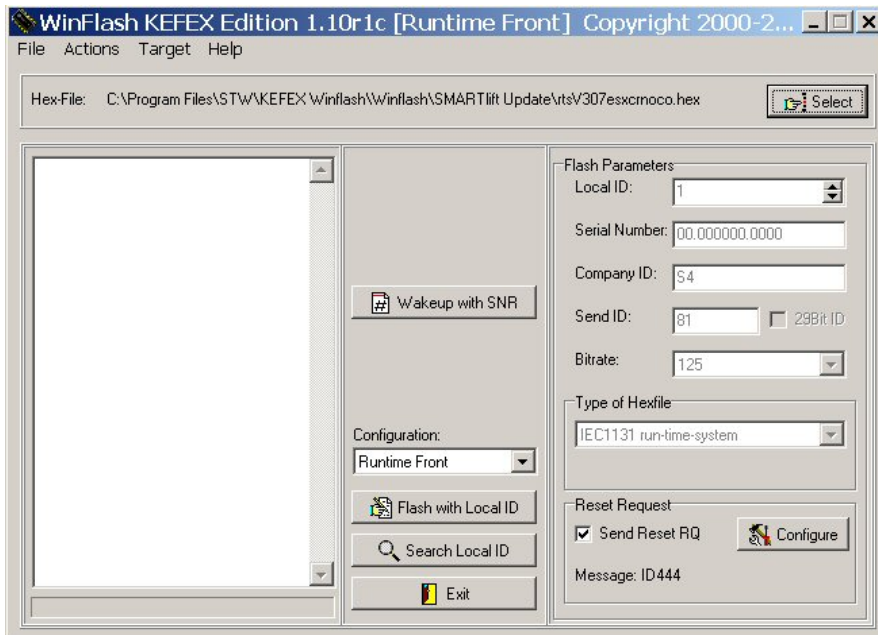 WinFlash KEFEX Edition 1.10r1c [Runtime Front] Copyright 2000-2...
File Actions Target Help
Hex-File: C:\Program Files\STW\KEFEX Winflash\Winflash\SMARTlift Update\rtsV307esxcrnoco.hex
Select
Flash Parameters
Local ID: 1
Serial Number: 00.000000.0000
Company ID: S4
Wakeup with SNR
Send ID: 81 29Bit ID
Bitrate: 125
Type of Hexfile
IEC1131 run-time-system
Configuration:
Runtime Front
Flash with Local ID
Search Local ID
Exit
Reset Request
Send Reset RQ
Configure
Message: ID444